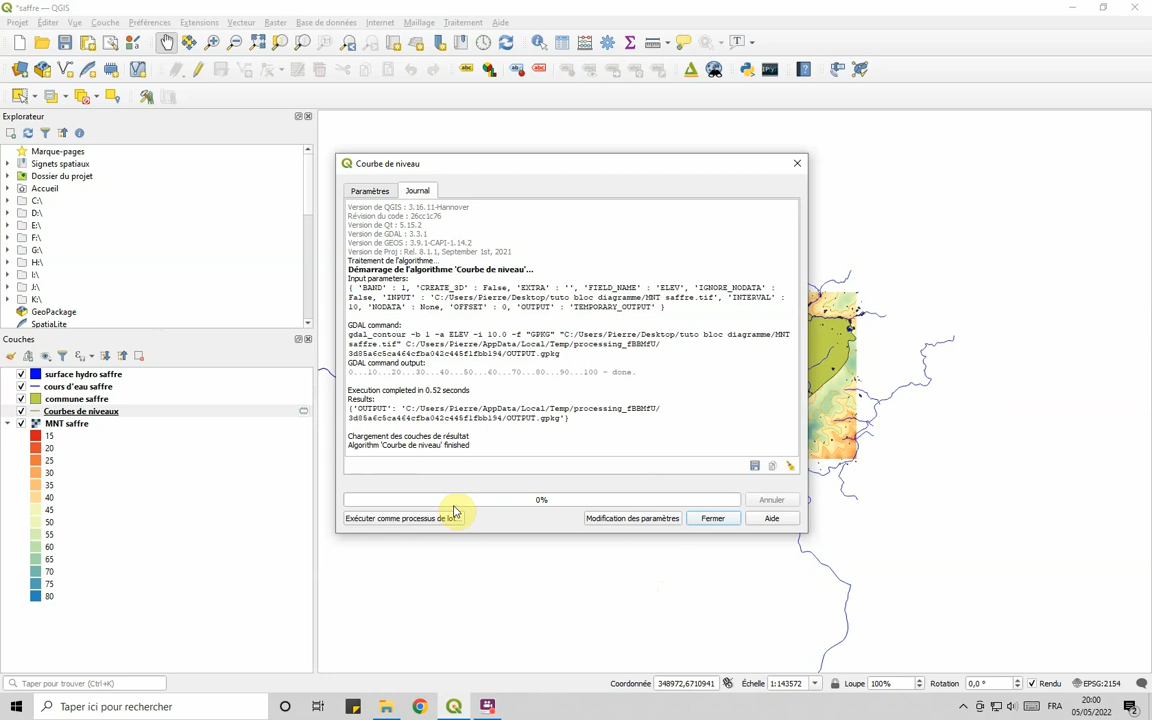 *saffre — QGIS
Projet Éditer Vue Couche Préférences Extensions Vecteur Raster Base de données Internet Maillage Traitement Aide
Explorateur
Marque-pages
Signets spatiaux
Dossier du projet
Accueil
C:\
D:\
E:\
F:\
G:\
H:\
I:\
J:\
K:\
GeoPackage
SpatiaLite
Couches
surface hydro saffre
cours d'eau saffre
commune saffre
Courbes de niveaux
MNT saffre
15
20
25
30
35
40
45
50
55
60
65
70
75
80
Courbe de niveau
Paramètres Journal
Version de QGIS : 3.16.11-Hannover
Révision du code : 26cc1c76
Version de Qt : 5.15.2
Version de GDAL : 3.3.1
Version de GEOS : 3.9.1-CAPI-1.14.2
Version de Proj : Rel. 8.1.1, September 1st, 2021
Traitement de l'algorithme…
Démarrage de l'algorithme 'Courbe de niveau'…
Input parameters:
{ 'BAND' : 1, 'CREATE_3D' : False, 'EXTRA' : '', 'FIELD_NAME' : 'ELEV', 'IGNORE_NODATA' :
False, 'INPUT' : 'C:/Users/Pierre/Desktop/tuto bloc diagramme/MNT saffre.tif', 'INTERVAL' :
10, 'NODATA' : None, 'OFFSET' : 0, 'OUTPUT' : 'TEMPORARY_OUTPUT' }
GDAL command:
gdal_contour -b 1 -a ELEV -i 10.0 -f "GPKG" "C:/Users/Pierre/Desktop/tuto bloc diagramme/MNT
saffre.tif" C:/Users/Pierre/AppData/Local/Temp/processing_fBBMfU/
3d85a6c5ca464cfba042c445f1fbb194/OUTPUT.gpkg
GDAL command output:
0...10...20...30...40...50...60...70...80...90...100 - done.
Execution completed in 0.52 seconds
Results:
{'OUTPUT': 'C:/Users/Pierre/AppData/Local/Temp/processing_fBBMfU/
3d85a6c5ca464cfba042c445f1fbb194/OUTPUT.gpkg'}
Chargement des couches de résultat
Algorithm 'Courbe de niveau' finished
0% Annuler
Exécuter comme processus de lot… Modification des paramètres Fermer Aide
Taper pour trouver (Ctrl+K) Coordonnée 348972,6710941 Échelle 1:143572 Loupe 100% Rotation 0,0 ° Rendu EPSG:2154
Taper ici pour rechercher FRA 20:00
05/05/2022 2